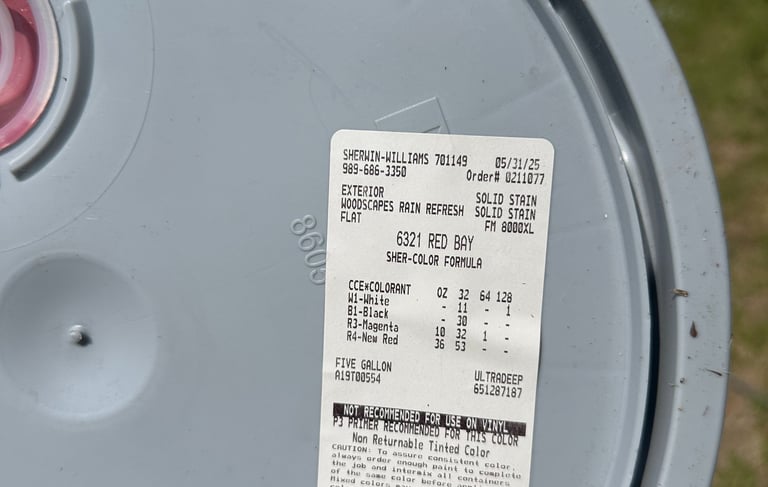 SHERWIN-WILLIAMS 701149 05/31/25
989-686-3350 Order# 0211077
EXTERIOR SOLID STAIN
WOODSCAPES RAIN REFRESH SOLID STAIN
FLAT FM 8000XL
6321 RED BAY
SHER-COLOR FORMULA
CCE*COLORANT OZ 32 64 128
W1-White - 11 - 1
B1-Black - 30 - -
R3-Magenta 10 32 1 -
R4-New Red 36 53 - -
FIVE GALLON ULTRADEEP
A19T00554 651287187
NOT RECOMMENDED FOR USE ON VINYL
P3 PRIMER RECOMMENDED FOR THIS COLOR
Non Returnable Tinted Color
CAUTION: To assure consistent color,
always order enough paint to complete
the job and intermix all containers
of the same color before
Mixed colors
8605